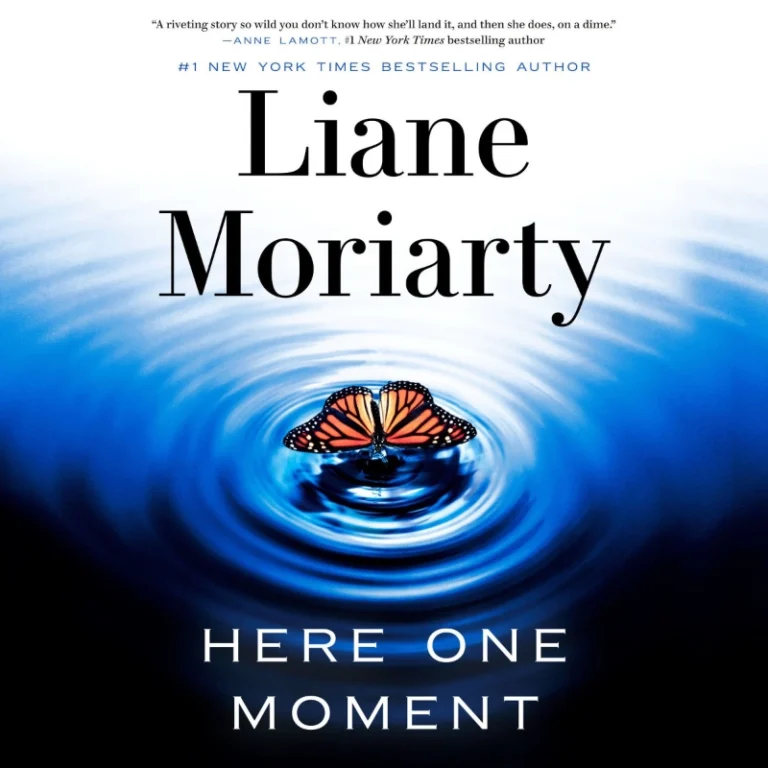 “A riveting story so wild you don’t know how she’ll land it, and then she does, on a dime.”
—ANNE LAMOTT, #1 New York Times bestselling author
#1 NEW YORK TIMES BESTSELLING AUTHOR
Liane
Moriarty
HERE ONE
MOMENT